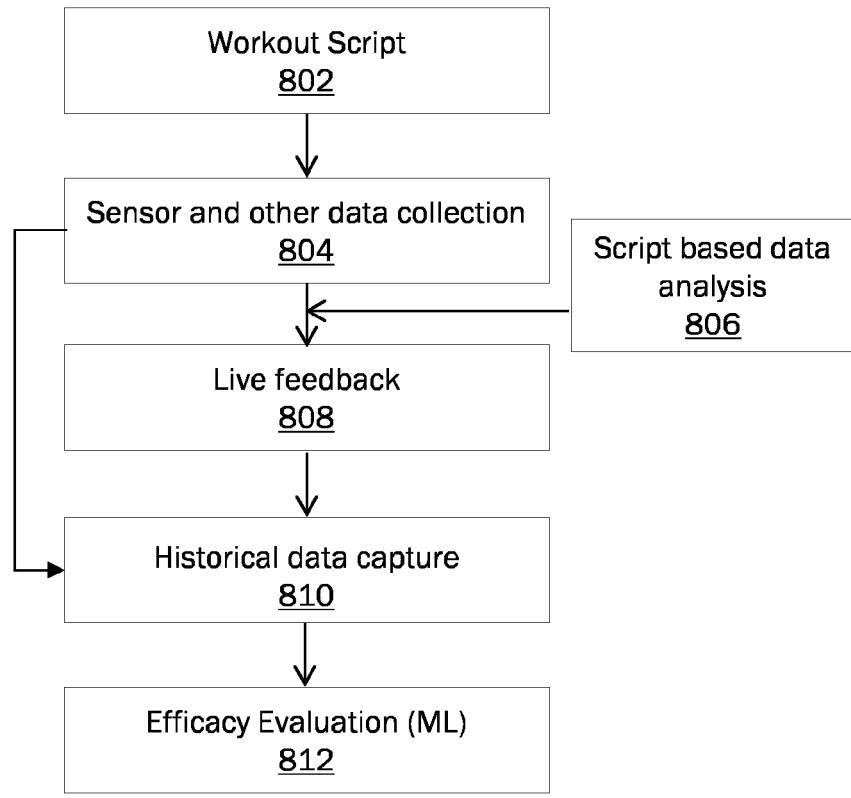 Workout Script
802
Sensor and other data collection
804
Script based data
analysis
806
Live feedback
808
Historical data capture
810
Efficacy Evaluation (ML)
812